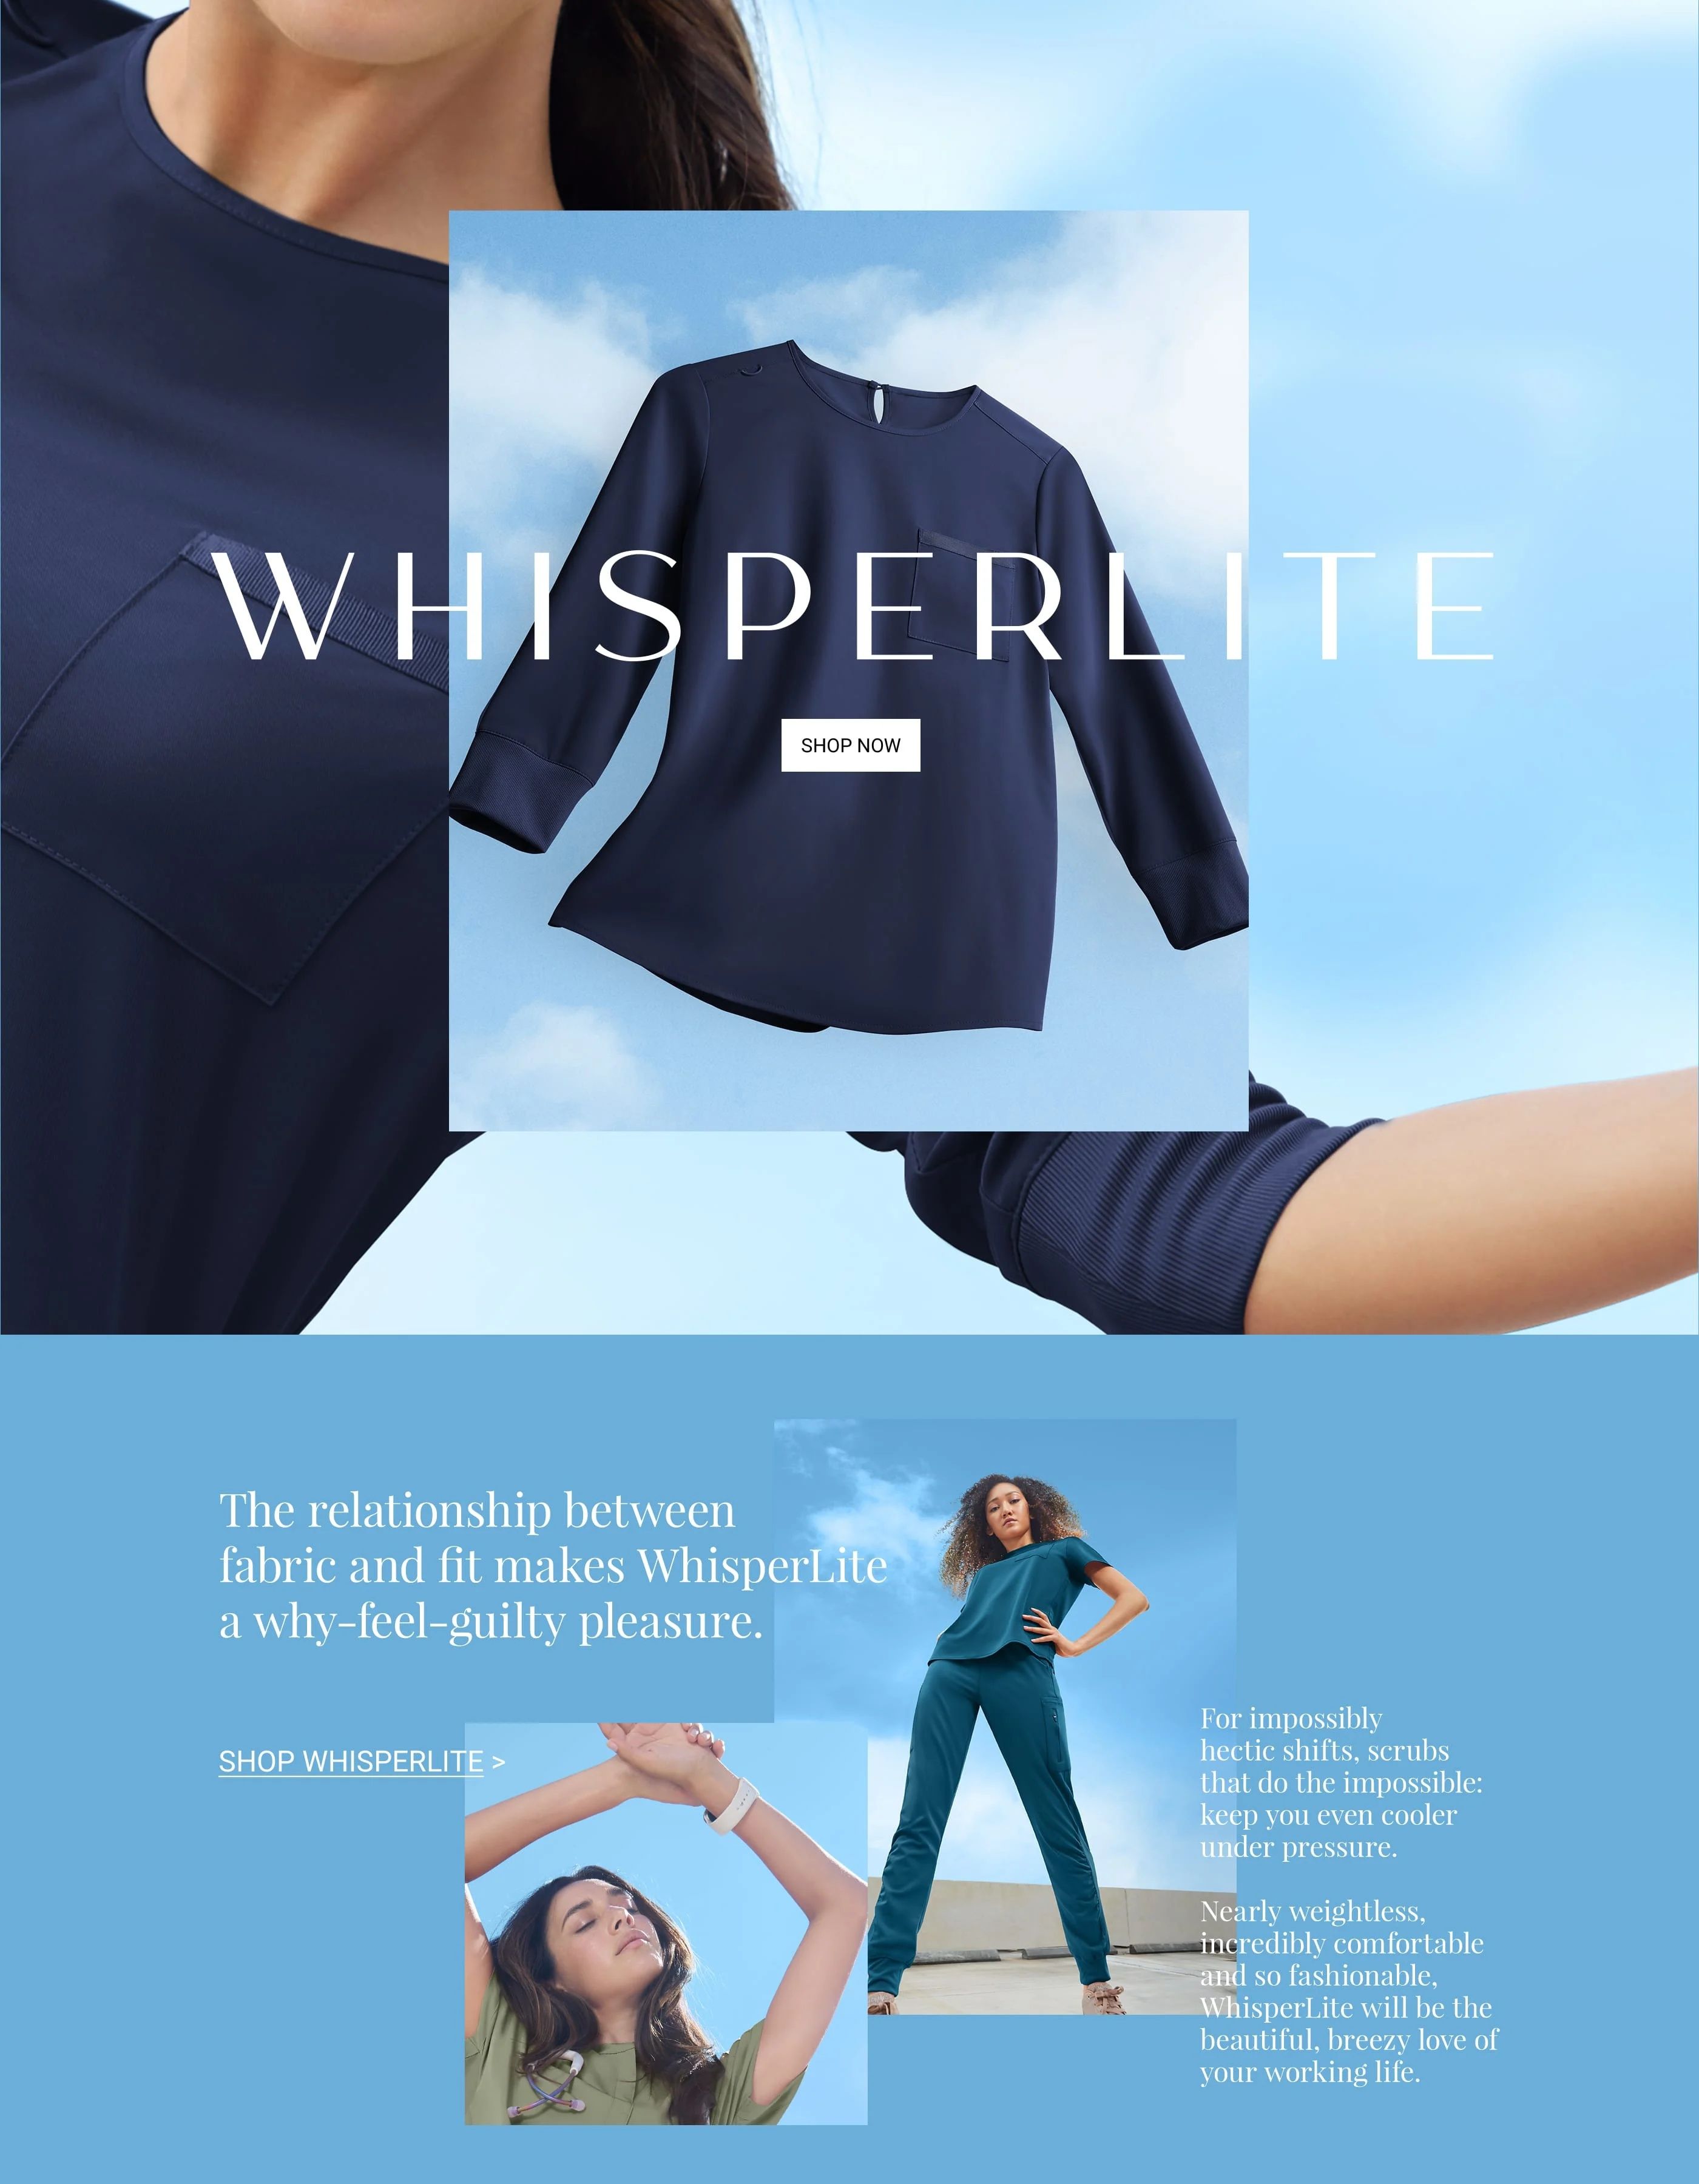 WHISPERLITE
SHOP NOW
The relationship between
fabric and fit makes WhisperLite
a why-feel-guilty pleasure.
SHOP WHISPERLITE >
For impossibly
hectic shifts, scrubs
that do the impossible:
keep you even cooler
under pressure.
Nearly weightless,
incredibly comfortable
and so fashionable,
WhisperLite will be the
beautiful, breezy love of
your working life.